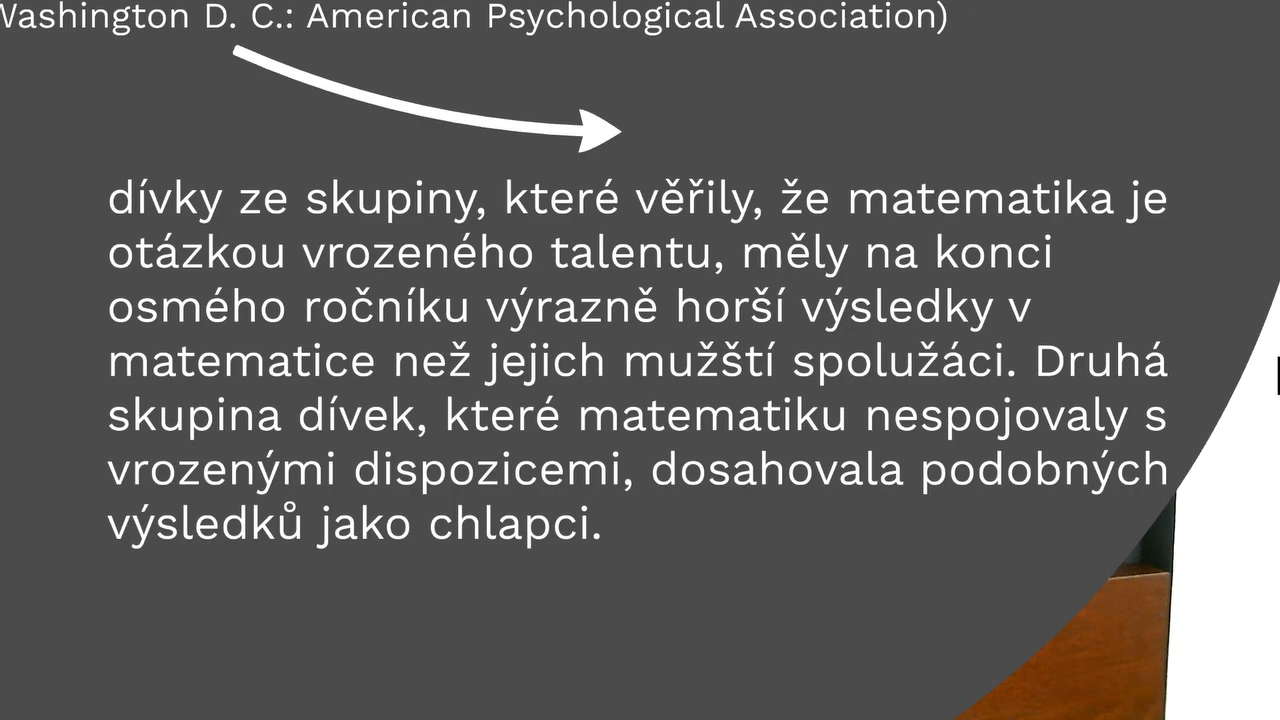 Washington D. C.: American Psychological Association)
dívky ze skupiny, které věřily, že matematika je
otázkou vrozeného talentu, měly na konci
osmého ročníku výrazně horší výsledky v
matematice než jejich mužští spolužáci. Druhá
skupina dívek, které matematiku nespojovaly s
vrozenými dispozicemi, dosahovala podobných
výsledků jako chlapci.